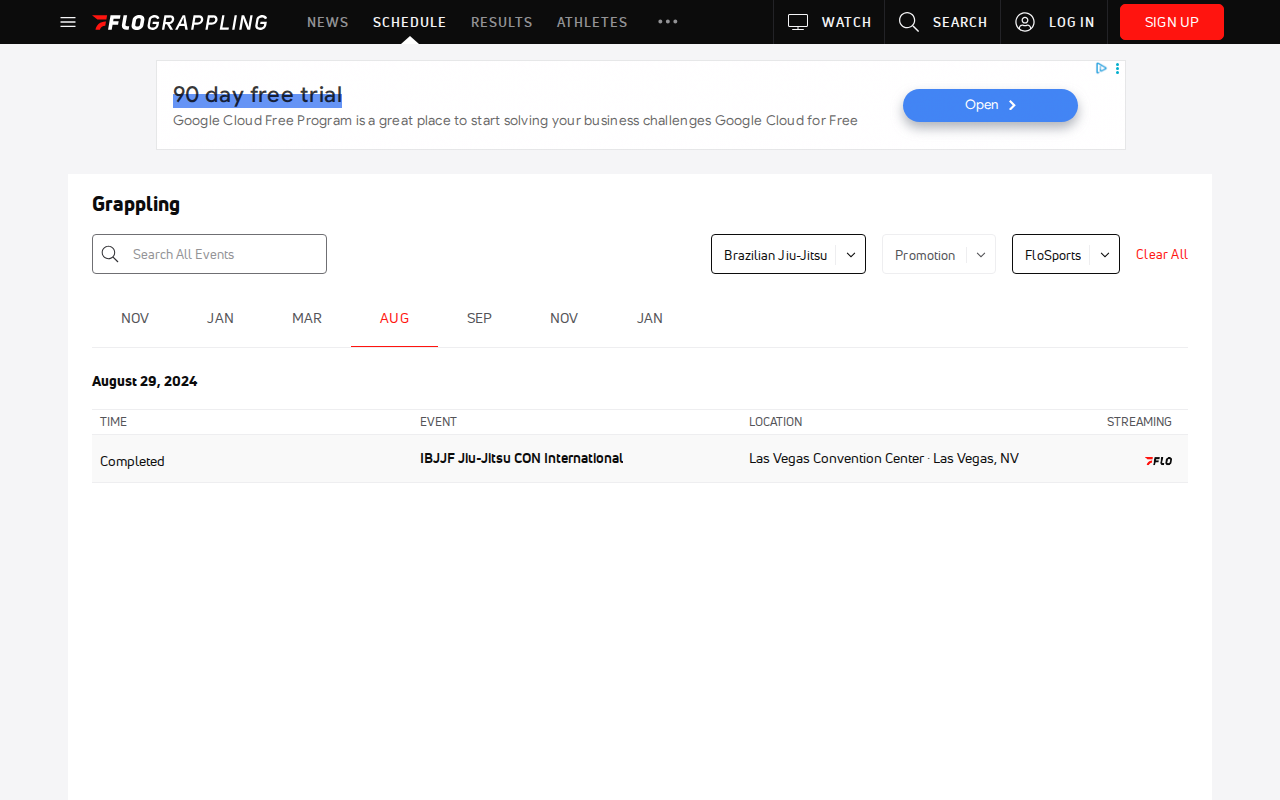 FLOGRAPPLING NEWS SCHEDULE RESULTS ATHLETES WATCH SEARCH LOG IN SIGN UP
90 day free trial
Google Cloud Free Program is a great place to start solving your business challenges Google Cloud for Free
Open
Grappling
Search All Events Brazilian Jiu-Jitsu Promotion FloSports Clear All
NOV JAN MAR AUG SEP NOV JAN
August 29, 2024
TIME EVENT LOCATION STREAMING
Completed IBJJF Jiu-Jitsu CON International Las Vegas Convention Center · Las Vegas, NV FLO